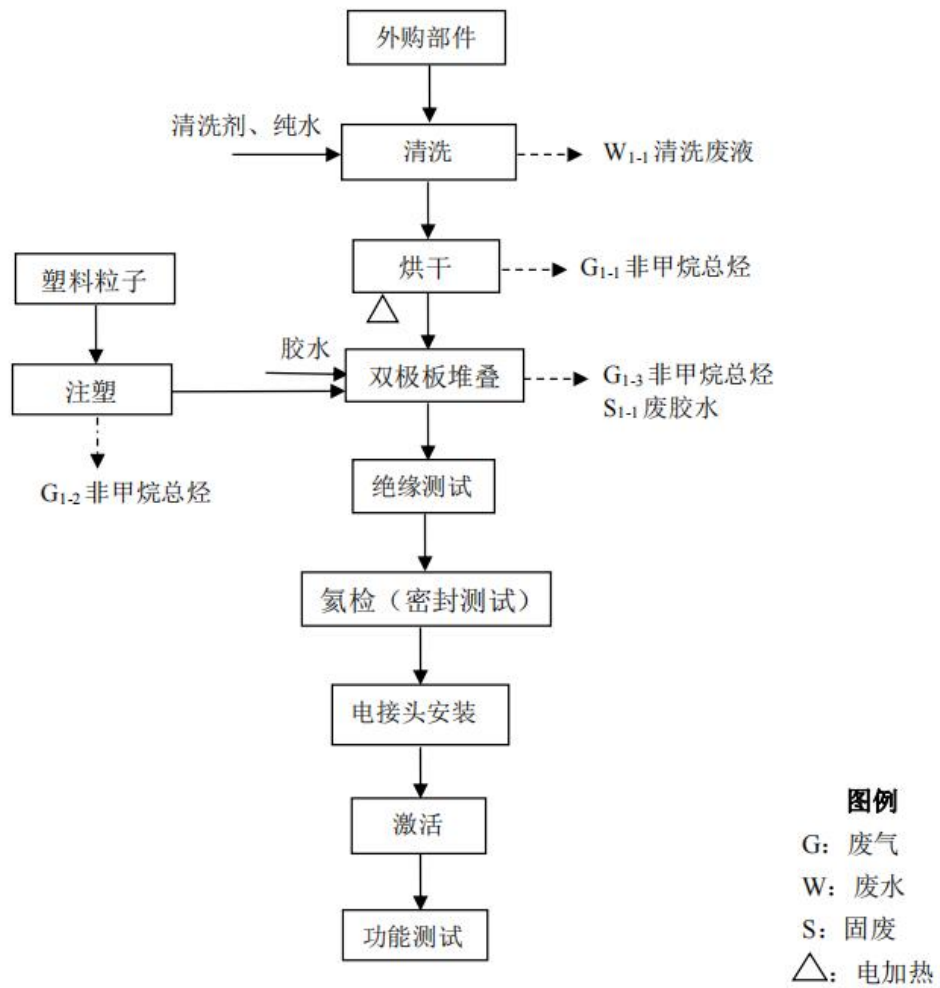 外购部件
清洗剂、纯水
清洗
W1-1 清洗废液
烘干
G1-1 非甲烷总烃
塑料粒子
胶水
双极板堆叠
G1-3 非甲烷总烃
S1-1 废胶水
注塑
G1-2 非甲烷总烃
绝缘测试
氦检（密封测试）
电接头安装
激活
功能测试
图例
G：废气
W：废水
S：固废
△：电加热